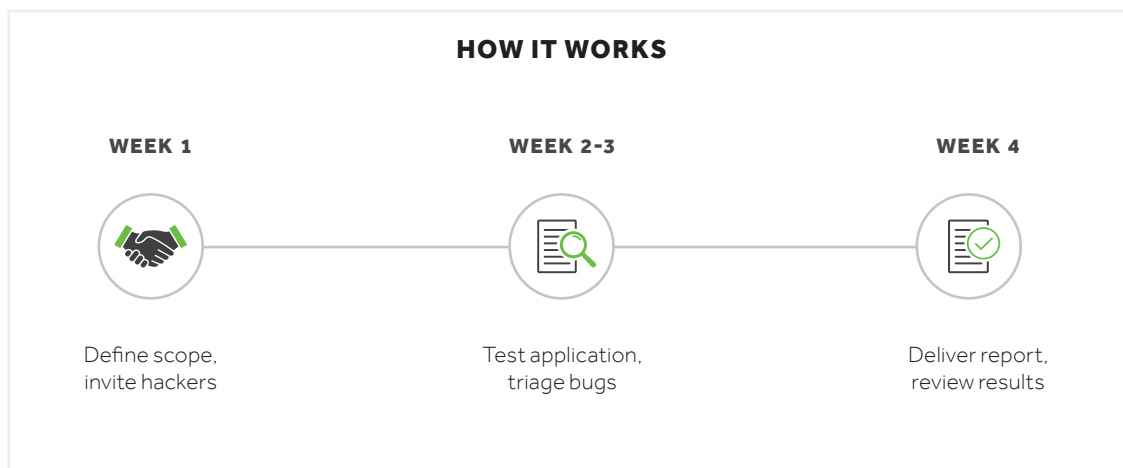 HOW IT WORKS
WEEK 1
Define scope,
invite hackers
WEEK 2-3
Test application,
triage bugs
WEEK 4
Deliver report,
review results